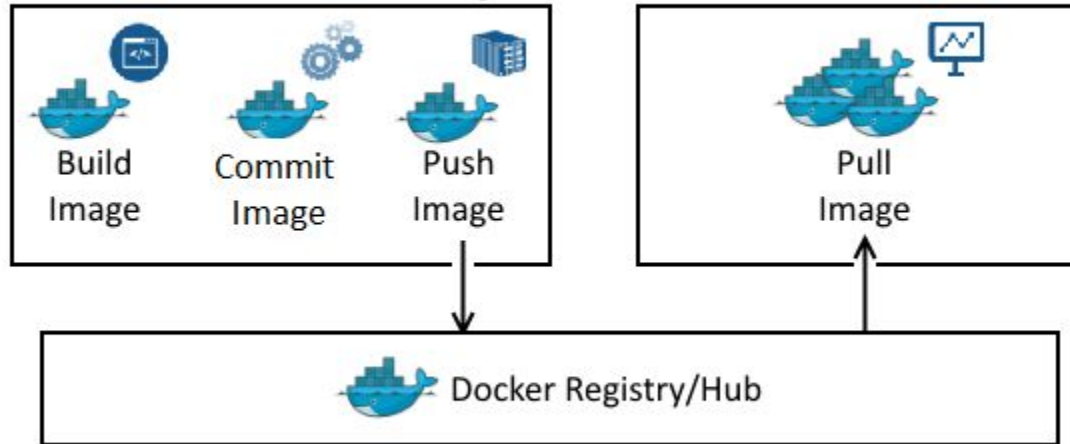 Build
Image
Commit
Image
Push
Image
Pull
Image
Docker Registry/Hub